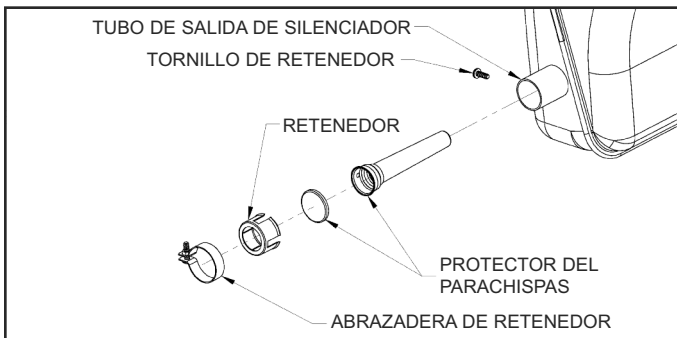 TUBO DE SALIDA DE SILENCIADOR
TORNILLO DE RETENEDOR
RETENEDOR
PROTECTOR DEL
PARACHISPAS
ABRAZADERA DE RETENEDOR